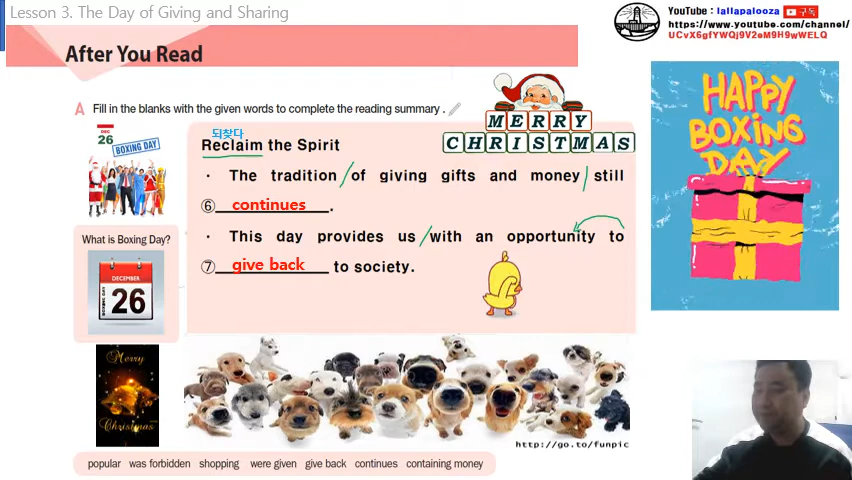 Lesson 3. The Day of Giving and Sharing
YouTube : lallapalooza 구독
https://www.youtube.com/channel/
UCvX6gfYWQj9V2eM9H9wWELQ
After You Read
A Fill in the blanks with the given words to complete the reading summary .
DEC
26
BOXING DAY
되찾다
Reclaim the Spirit
MERRY
CHRISTMAS
· The tradition of giving gifts and money still
⑥ continues .
· This day provides us with an opportunity to
⑦ give back to society.
What is Boxing Day?
DECEMBER
BOXING DAY
26
HAPPY
BOXING
DAY
Merry
Christmas
http://go.to/funpic
popular was forbidden shopping were given give back continues containing money